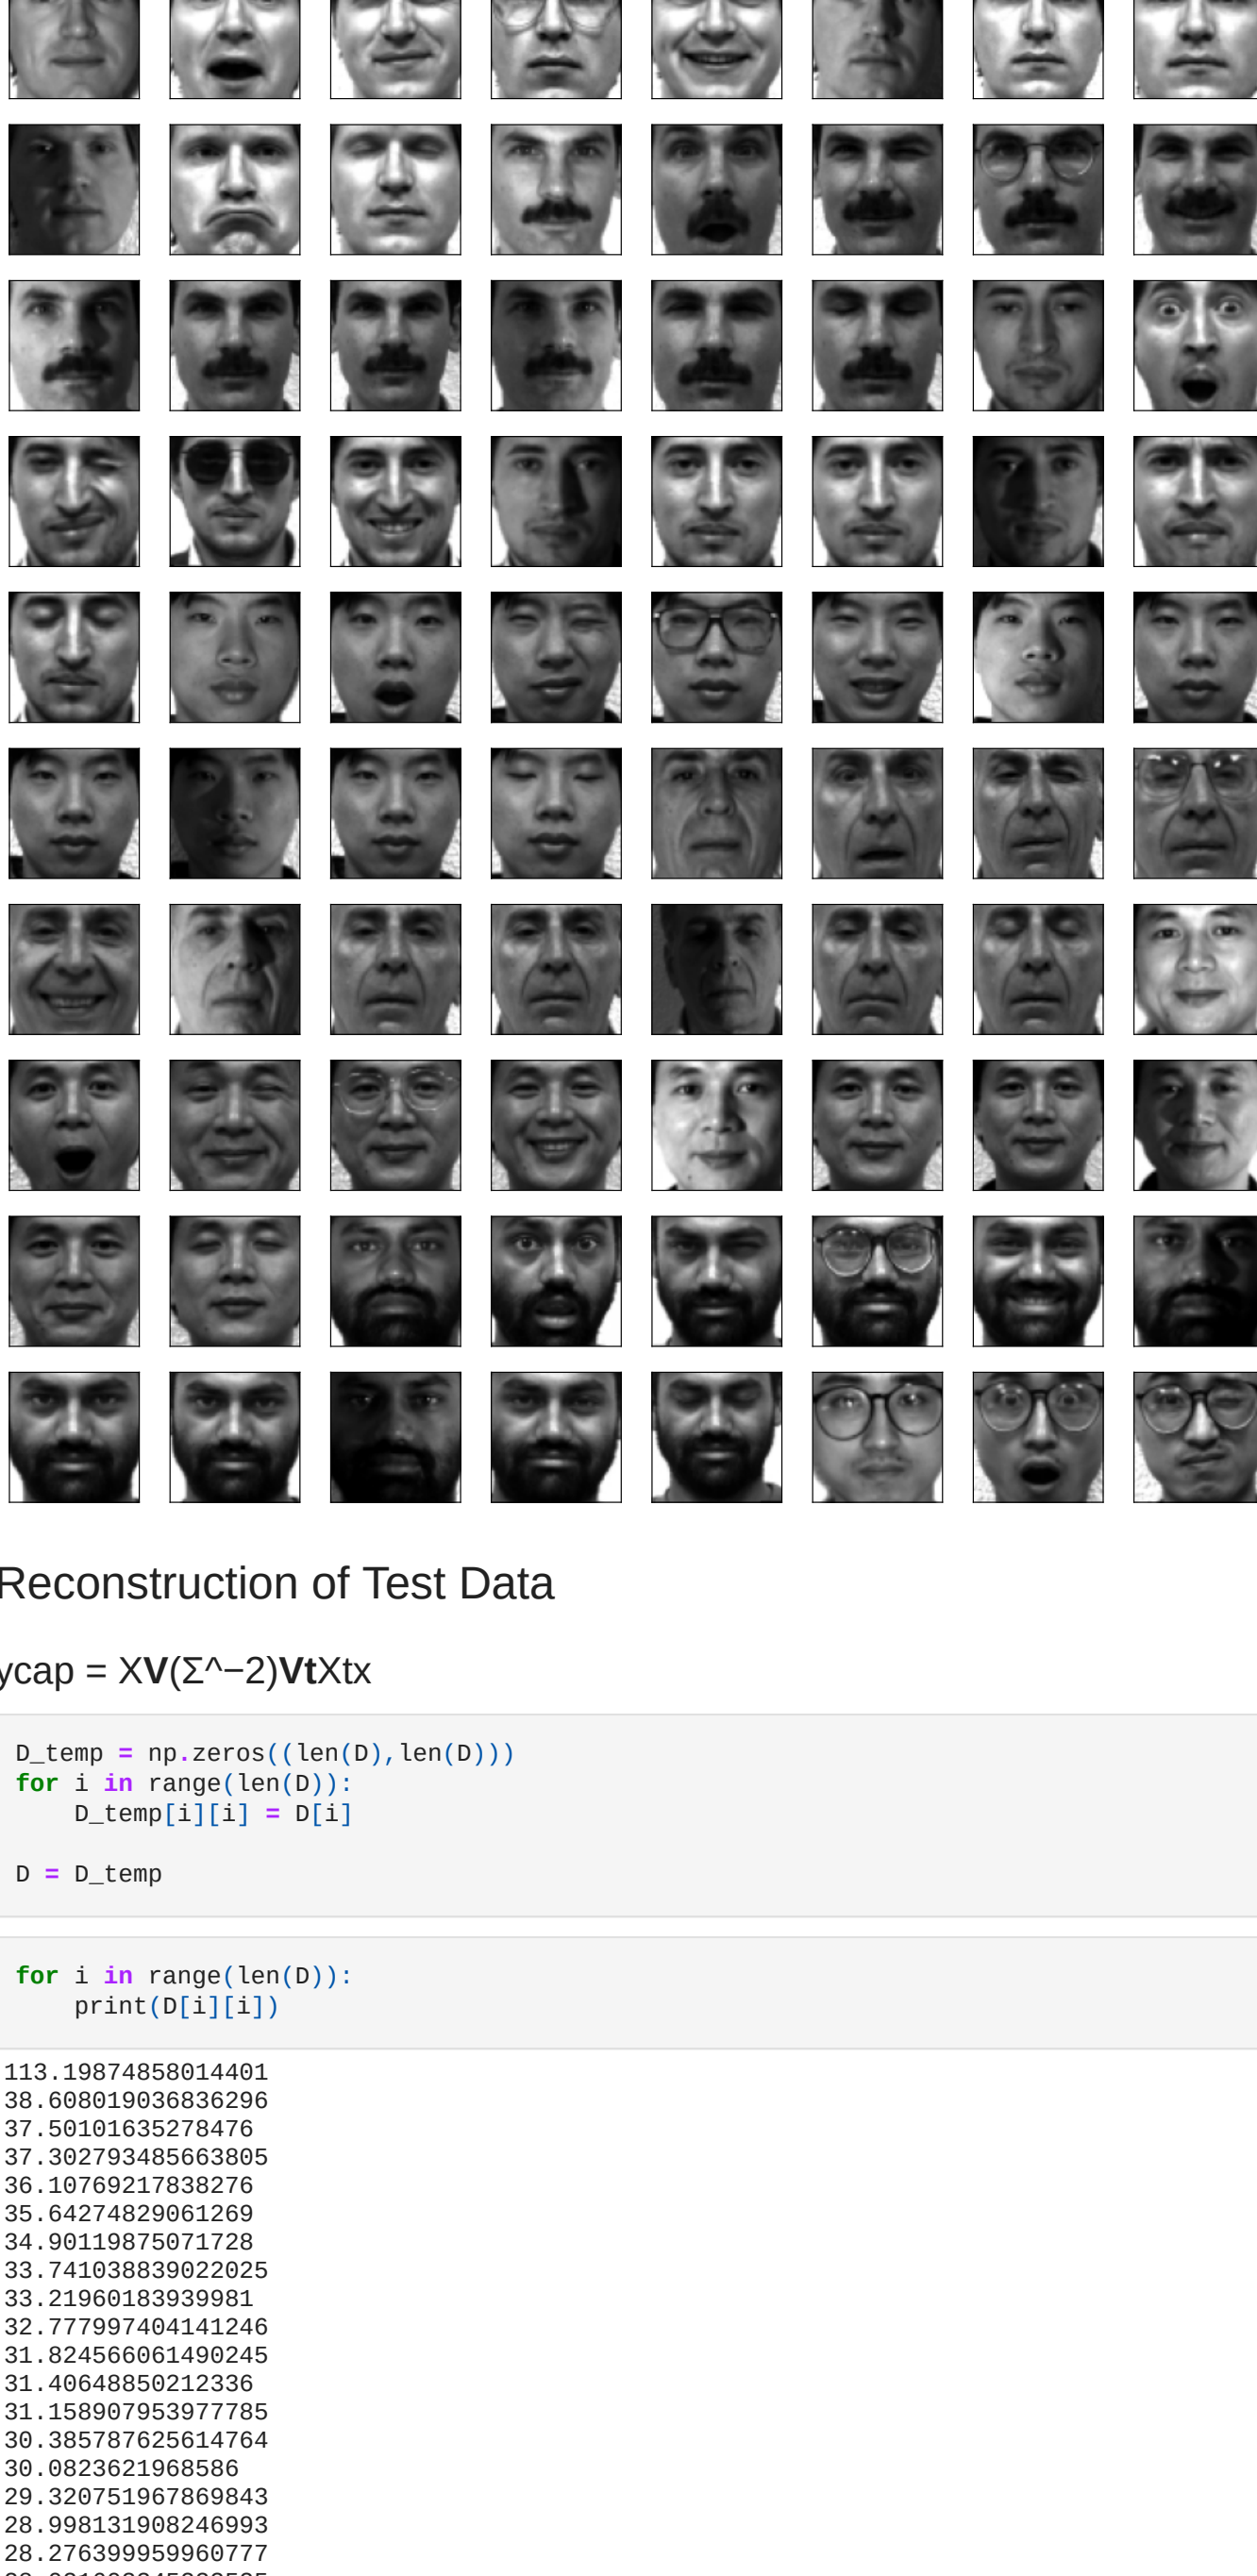 Reconstruction of Test Data
ycap = XV(Σ^−2)VtXtx
D_temp = np.zeros((len(D),len(D)))
for i in range(len(D)):
    D_temp[i][i] = D[i]
D = D_temp
for i in range(len(D)):
    print(D[i][i])
113.19874858014401
38.608019036836296
37.50101635278476
37.302793485663805
36.10769217838276
35.64274829061269
34.90119875071728
33.741038839022025
33.21960183939981
32.777997404141246
31.824566061490245
31.40648850212336
31.158907953977785
30.385787625614764
30.0823621968586
29.320751967869843
28.998131908246993
28.276399959960777